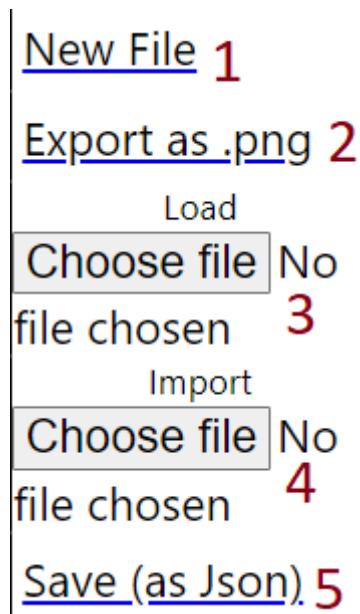 New File 1
Export as .png 2
Load
Choose file No
file chosen 3
Import
Choose file No
file chosen 4
Save (as Json) 5